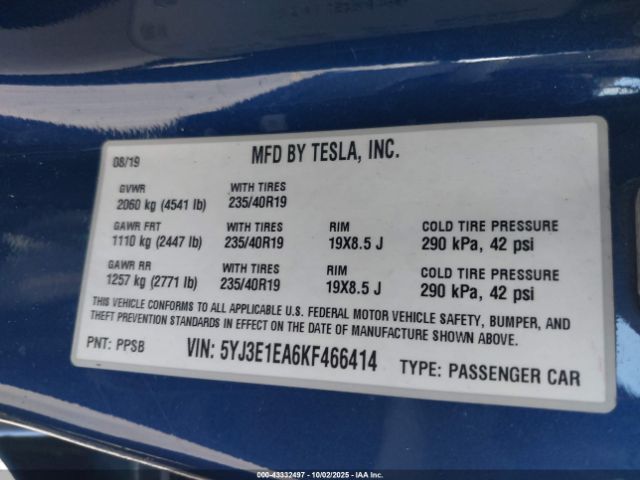 08/19 MFD BY TESLA, INC.
GVWR WITH TIRES
2060 kg (4541 lb) 235/40R19
GAWR FRT WITH TIRES RIM COLD TIRE PRESSURE
1110 kg (2447 lb) 235/40R19 19X8.5 J 290 kPa, 42 psi
GAWR RR WITH TIRES RIM COLD TIRE PRESSURE
1257 kg (2771 lb) 235/40R19 19X8.5 J 290 kPa, 42 psi
THIS VEHICLE CONFORMS TO ALL APPLICABLE U.S. FEDERAL MOTOR VEHICLE SAFETY, BUMPER, AND
THEFT PREVENTION STANDARDS IN EFFECT ON THE DATE OF MANUFACTURE SHOWN ABOVE.
PNT: PPSB VIN: 5YJ3E1EA6KF466414 TYPE: PASSENGER CAR
© IAA - 43332497 - 10/02/2025 - IAAI.COM